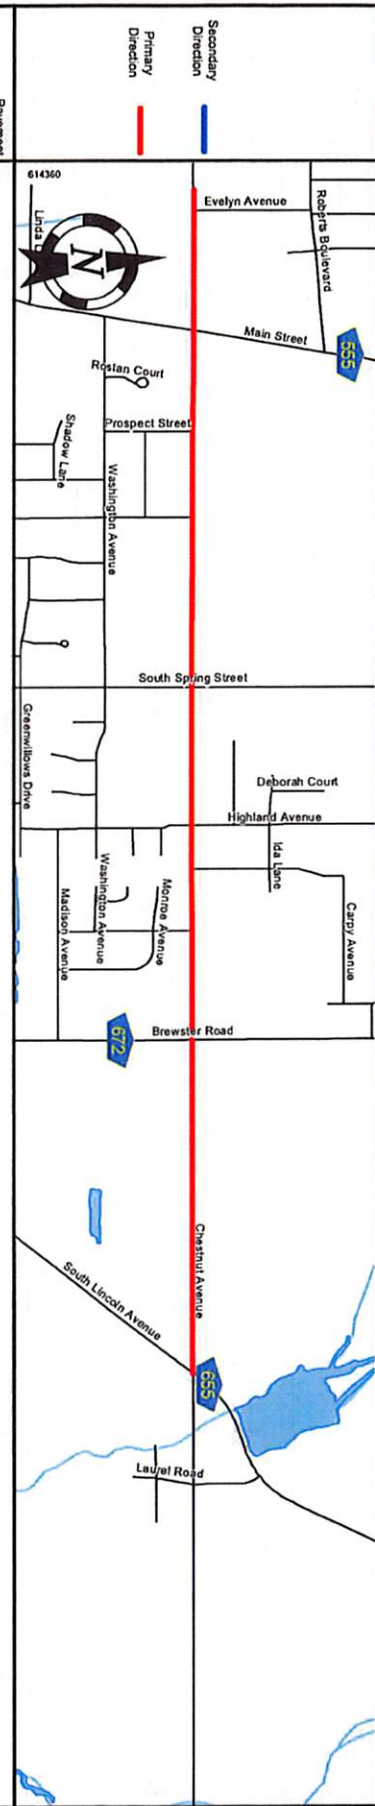 Secondary
Direction
Primary
Direction
614360
Evelyn Avenue
Roberts Boulevard
N
Main Street
555
Rostan Court
Prospect Street
Shadow Lane
Washington Avenue
South Spring Street
Greenwillows Drive
Deborah Court
Highland Avenue
Ida Lane
Carpy Avenue
Monroe Avenue
Washington Avenue
Madison Avenue
Brewster Road
672
Chestnut Avenue
South Lincoln Avenue
655
Laurel Road